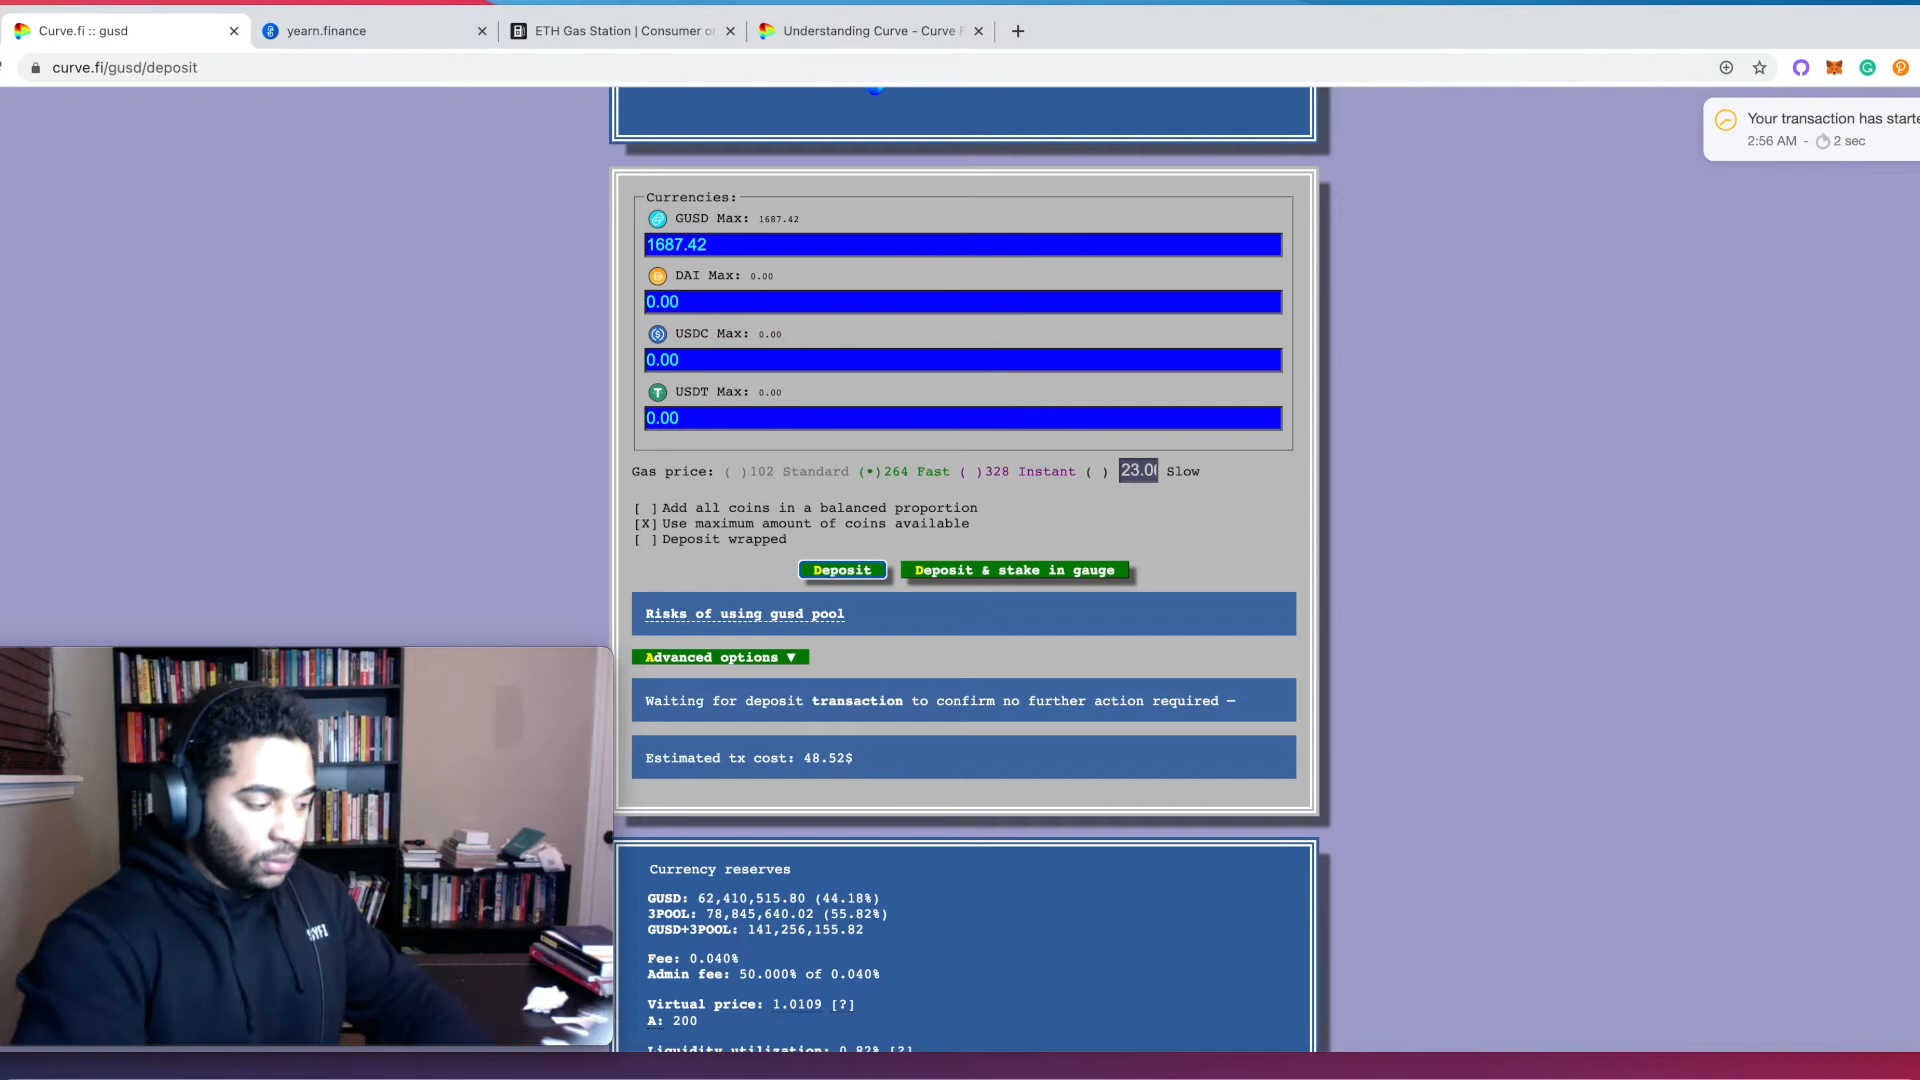 Curve.fi :: gusd
yearn.finance
ETH Gas Station | Consumer o
Understanding Curve - Curve F
curve.fi/gusd/deposit
Your transaction has starte
2:56 AM - 2 sec
Currencies:
GUSD Max: 1687.42
1687.42
DAI Max: 0.00
0.00
USDC Max: 0.00
0.00
USDT Max: 0.00
0.00
Gas price: ( )102 Standard (•)264 Fast ( )328 Instant ( ) 23.0 Slow
[ ]Add all coins in a balanced proportion
[X]Use maximum amount of coins available
[ ]Deposit wrapped
Deposit
Deposit & stake in gauge
Risks of using gusd pool
Advanced options ▼
Waiting for deposit transaction to confirm no further action required —
Estimated tx cost: 48.52$
Currency reserves
GUSD: 62,410,515.80 (44.18%)
3POOL: 78,845,640.02 (55.82%)
GUSD+3POOL: 141,256,155.82
Fee: 0.040%
Admin fee: 50.000% of 0.040%
Virtual price: 1.0109 [?]
A: 200
Liquidity utilization: 0.82% [?]